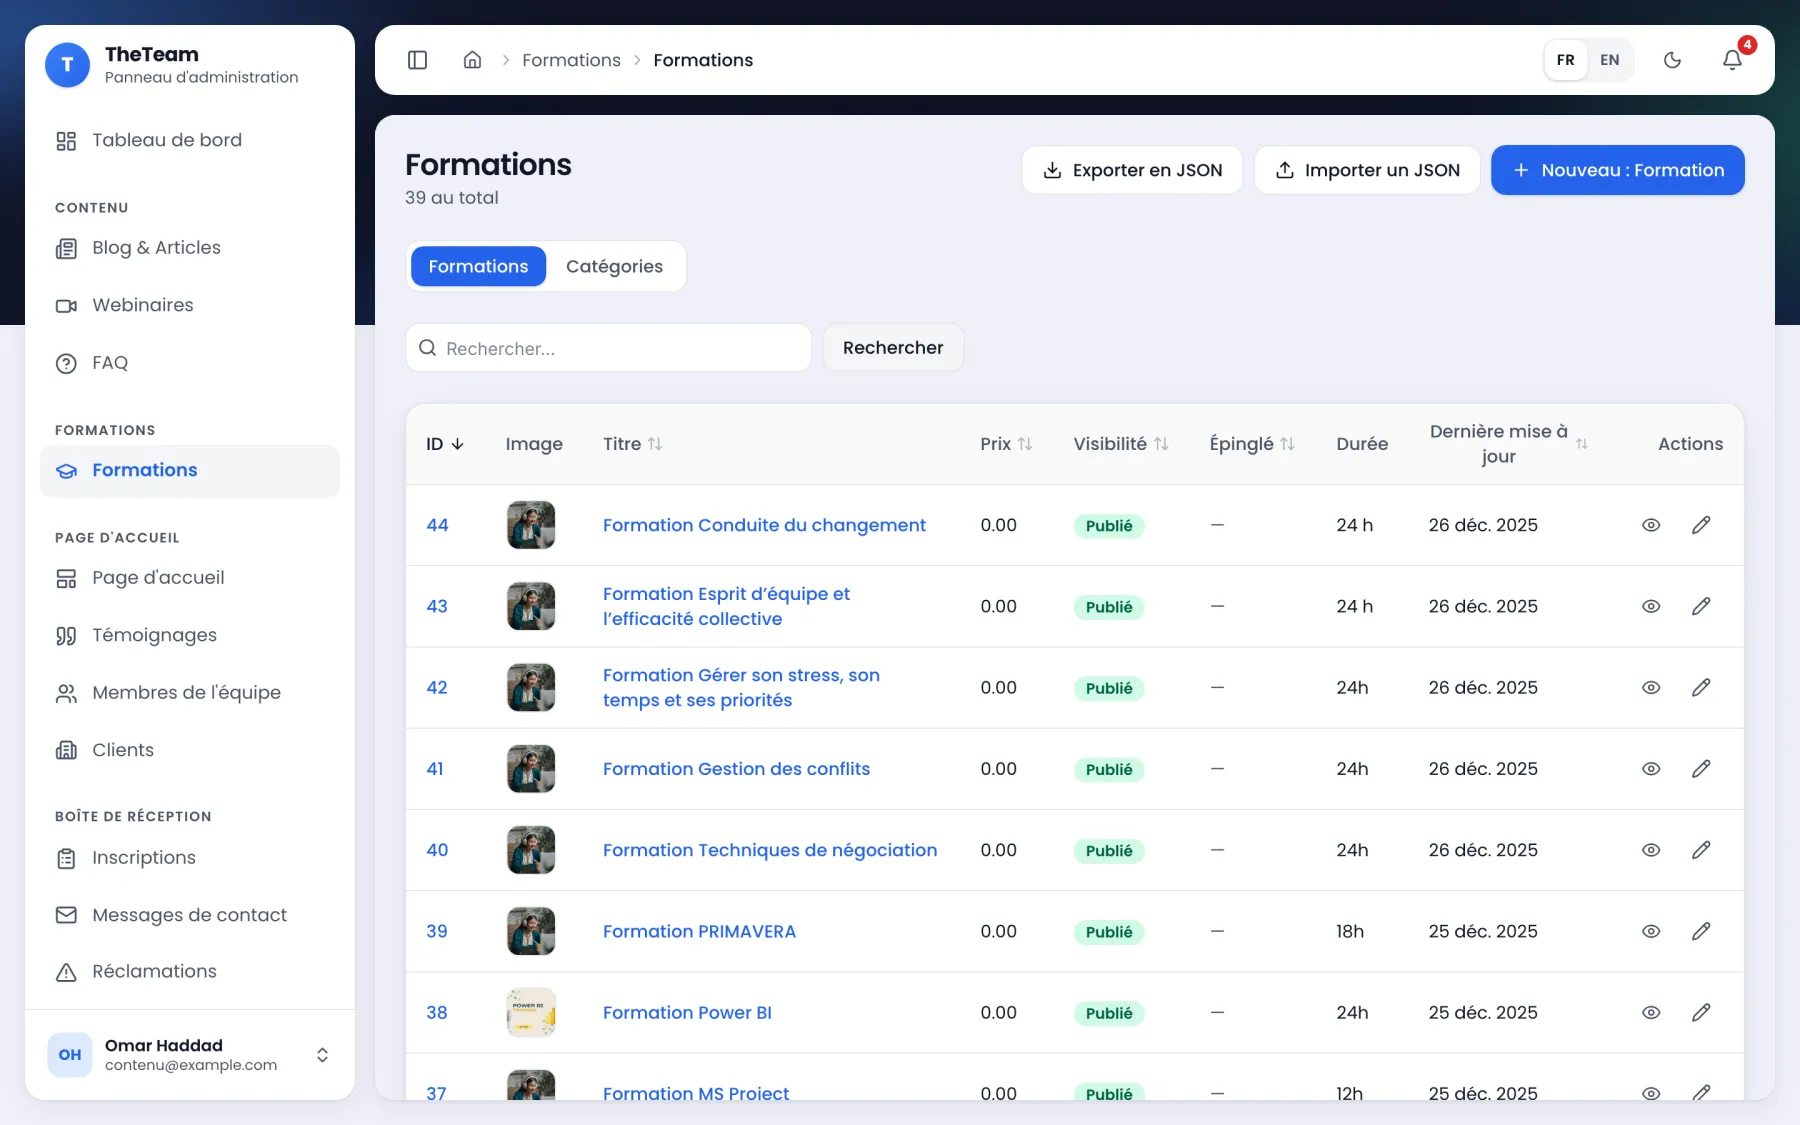 T
TheTeam
Panneau d'administration
Tableau de bord
CONTENU
Blog & Articles
Webinaires
FAQ
FORMATIONS
Formations
PAGE D'ACCUEIL
Page d'accueil
Témoignages
Membres de l'équipe
Clients
BOÎTE DE RÉCEPTION
Inscriptions
Messages de contact
Réclamations
OH
Omar Haddad
contenu@example.com
Formations > Formations
FR EN
4
Formations
39 au total
Exporter en JSON
Importer un JSON
+ Nouveau : Formation
Formations Catégories
Rechercher...
Rechercher
ID Image Titre Prix Visibilité Épinglé Durée Dernière mise à jour Actions
44 Formation Conduite du changement 0.00 Publié — 24 h 26 déc. 2025
43 Formation Esprit d’équipe et
l’efficacité collective 0.00 Publié — 24 h 26 déc. 2025
42 Formation Gérer son stress, son
temps et ses priorités 0.00 Publié — 24h 26 déc. 2025
41 Formation Gestion des conflits 0.00 Publié — 24h 26 déc. 2025
40 Formation Techniques de négociation 0.00 Publié — 24h 26 déc. 2025
39 Formation PRIMAVERA 0.00 Publié — 18h 25 déc. 2025
38 POWER BI Formation Power BI 0.00 Publié — 24h 25 déc. 2025
37 Formation MS Project 0.00 Publié — 12h 25 déc. 2025